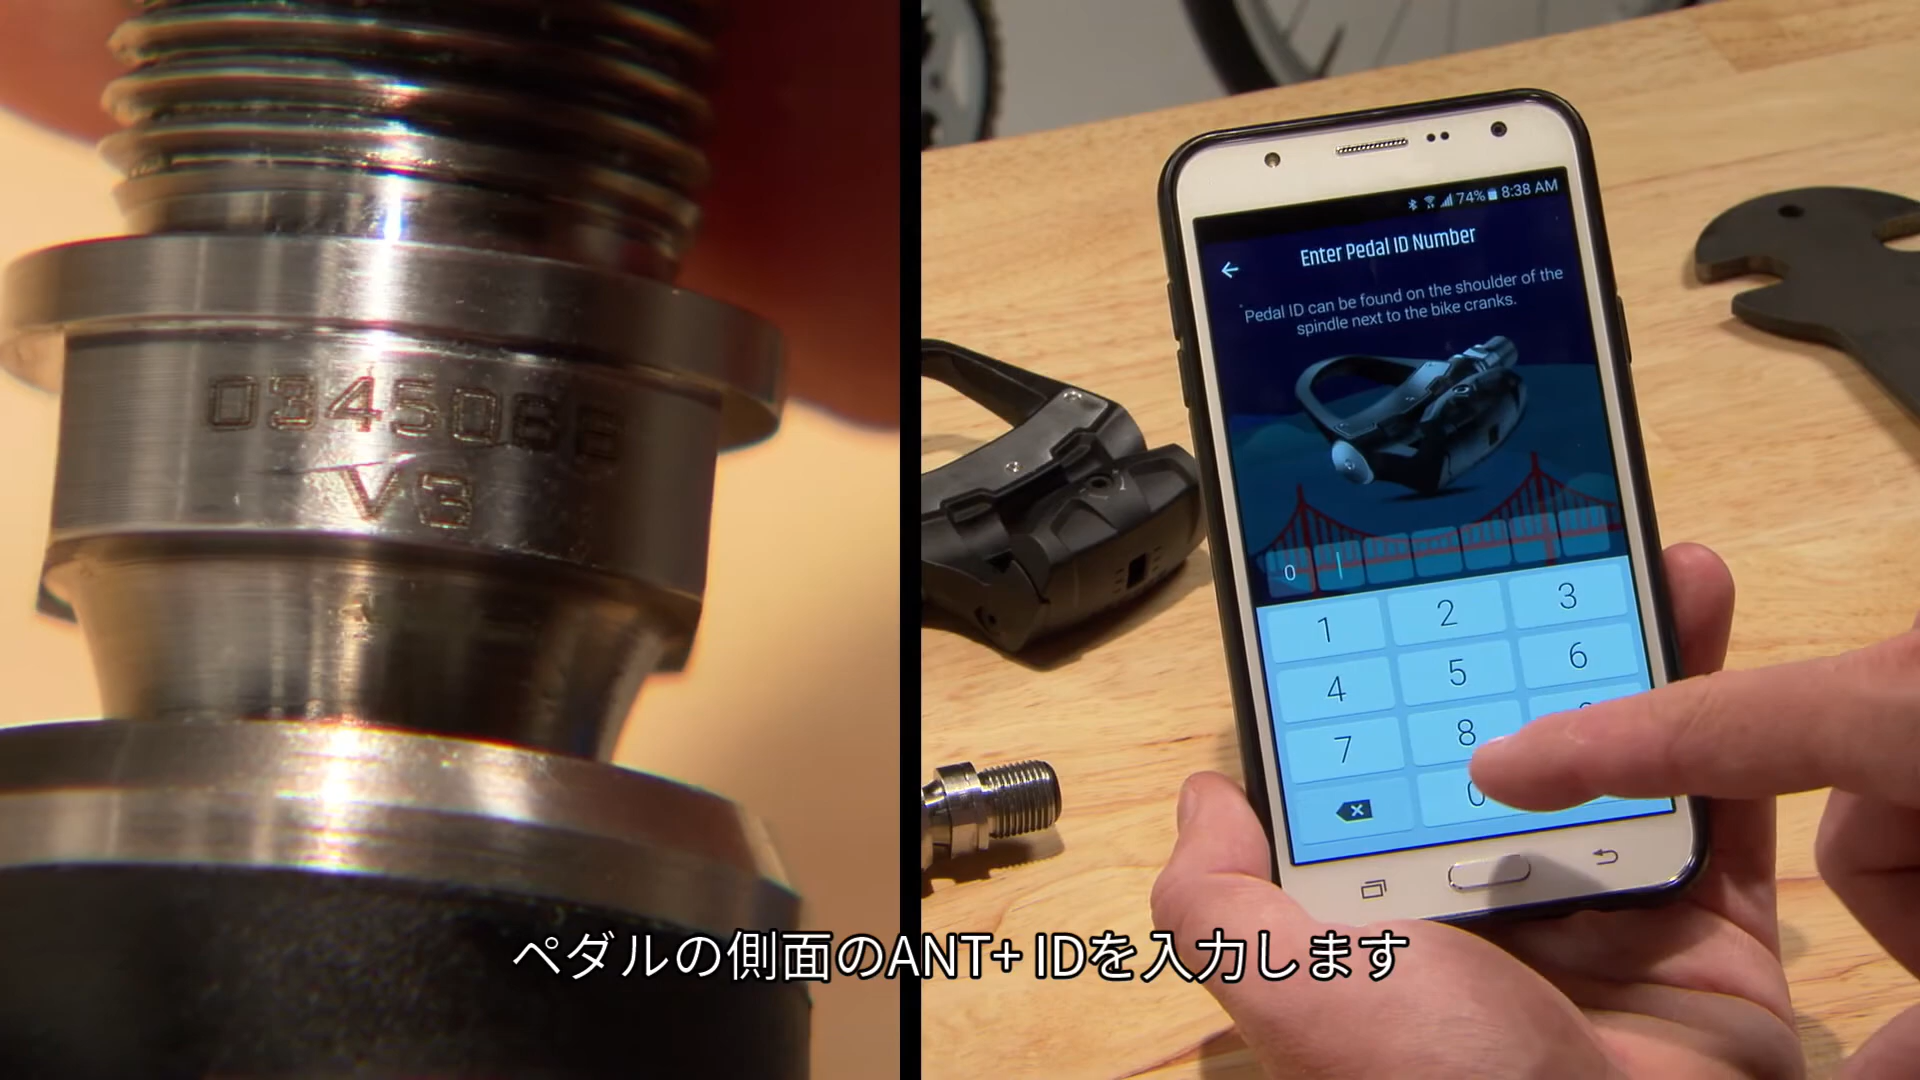 V3
74% 8:38 AM
Enter Pedal ID Number
Pedal ID can be found on the shoulder of the
spindle next to the bike cranks.
0
1 2 3
4 5 6
7 8
0
ペダルの側面のANT+ IDを入力します